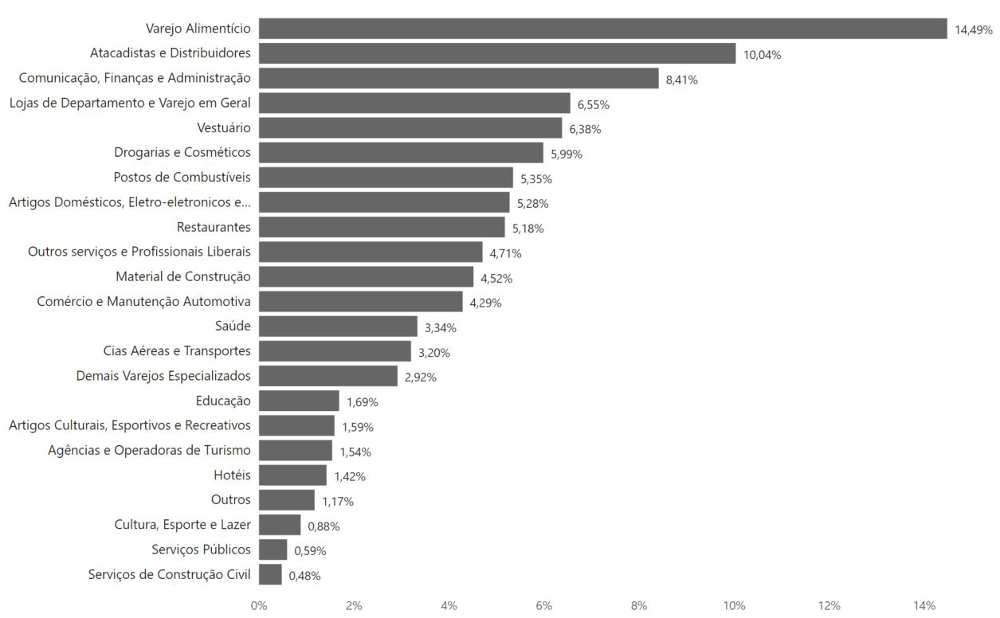 Varejo Alimentício 14,49%
Atacadistas e Distribuidores 10,04%
Comunicação, Finanças e Administração 8,41%
Lojas de Departamento e Varejo em Geral 6,55%
Vestuário 6,38%
Drogarias e Cosméticos 5,99%
Postos de Combustíveis 5,35%
Artigos Domésticos, Eletro-eletronicos e... 5,28%
Restaurantes 5,18%
Outros serviços e Profissionais Liberais 4,71%
Material de Construção 4,52%
Comércio e Manutenção Automotiva 4,29%
Saúde 3,34%
Cias Aéreas e Transportes 3,20%
Demais Varejos Especializados 2,92%
Educação 1,69%
Artigos Culturais, Esportivos e Recreativos 1,59%
Agências e Operadoras de Turismo 1,54%
Hotéis 1,42%
Outros 1,17%
Cultura, Esporte e Lazer 0,88%
Serviços Públicos 0,59%
Serviços de Construção Civil 0,48%
0% 2% 4% 6% 8% 10% 12% 14%